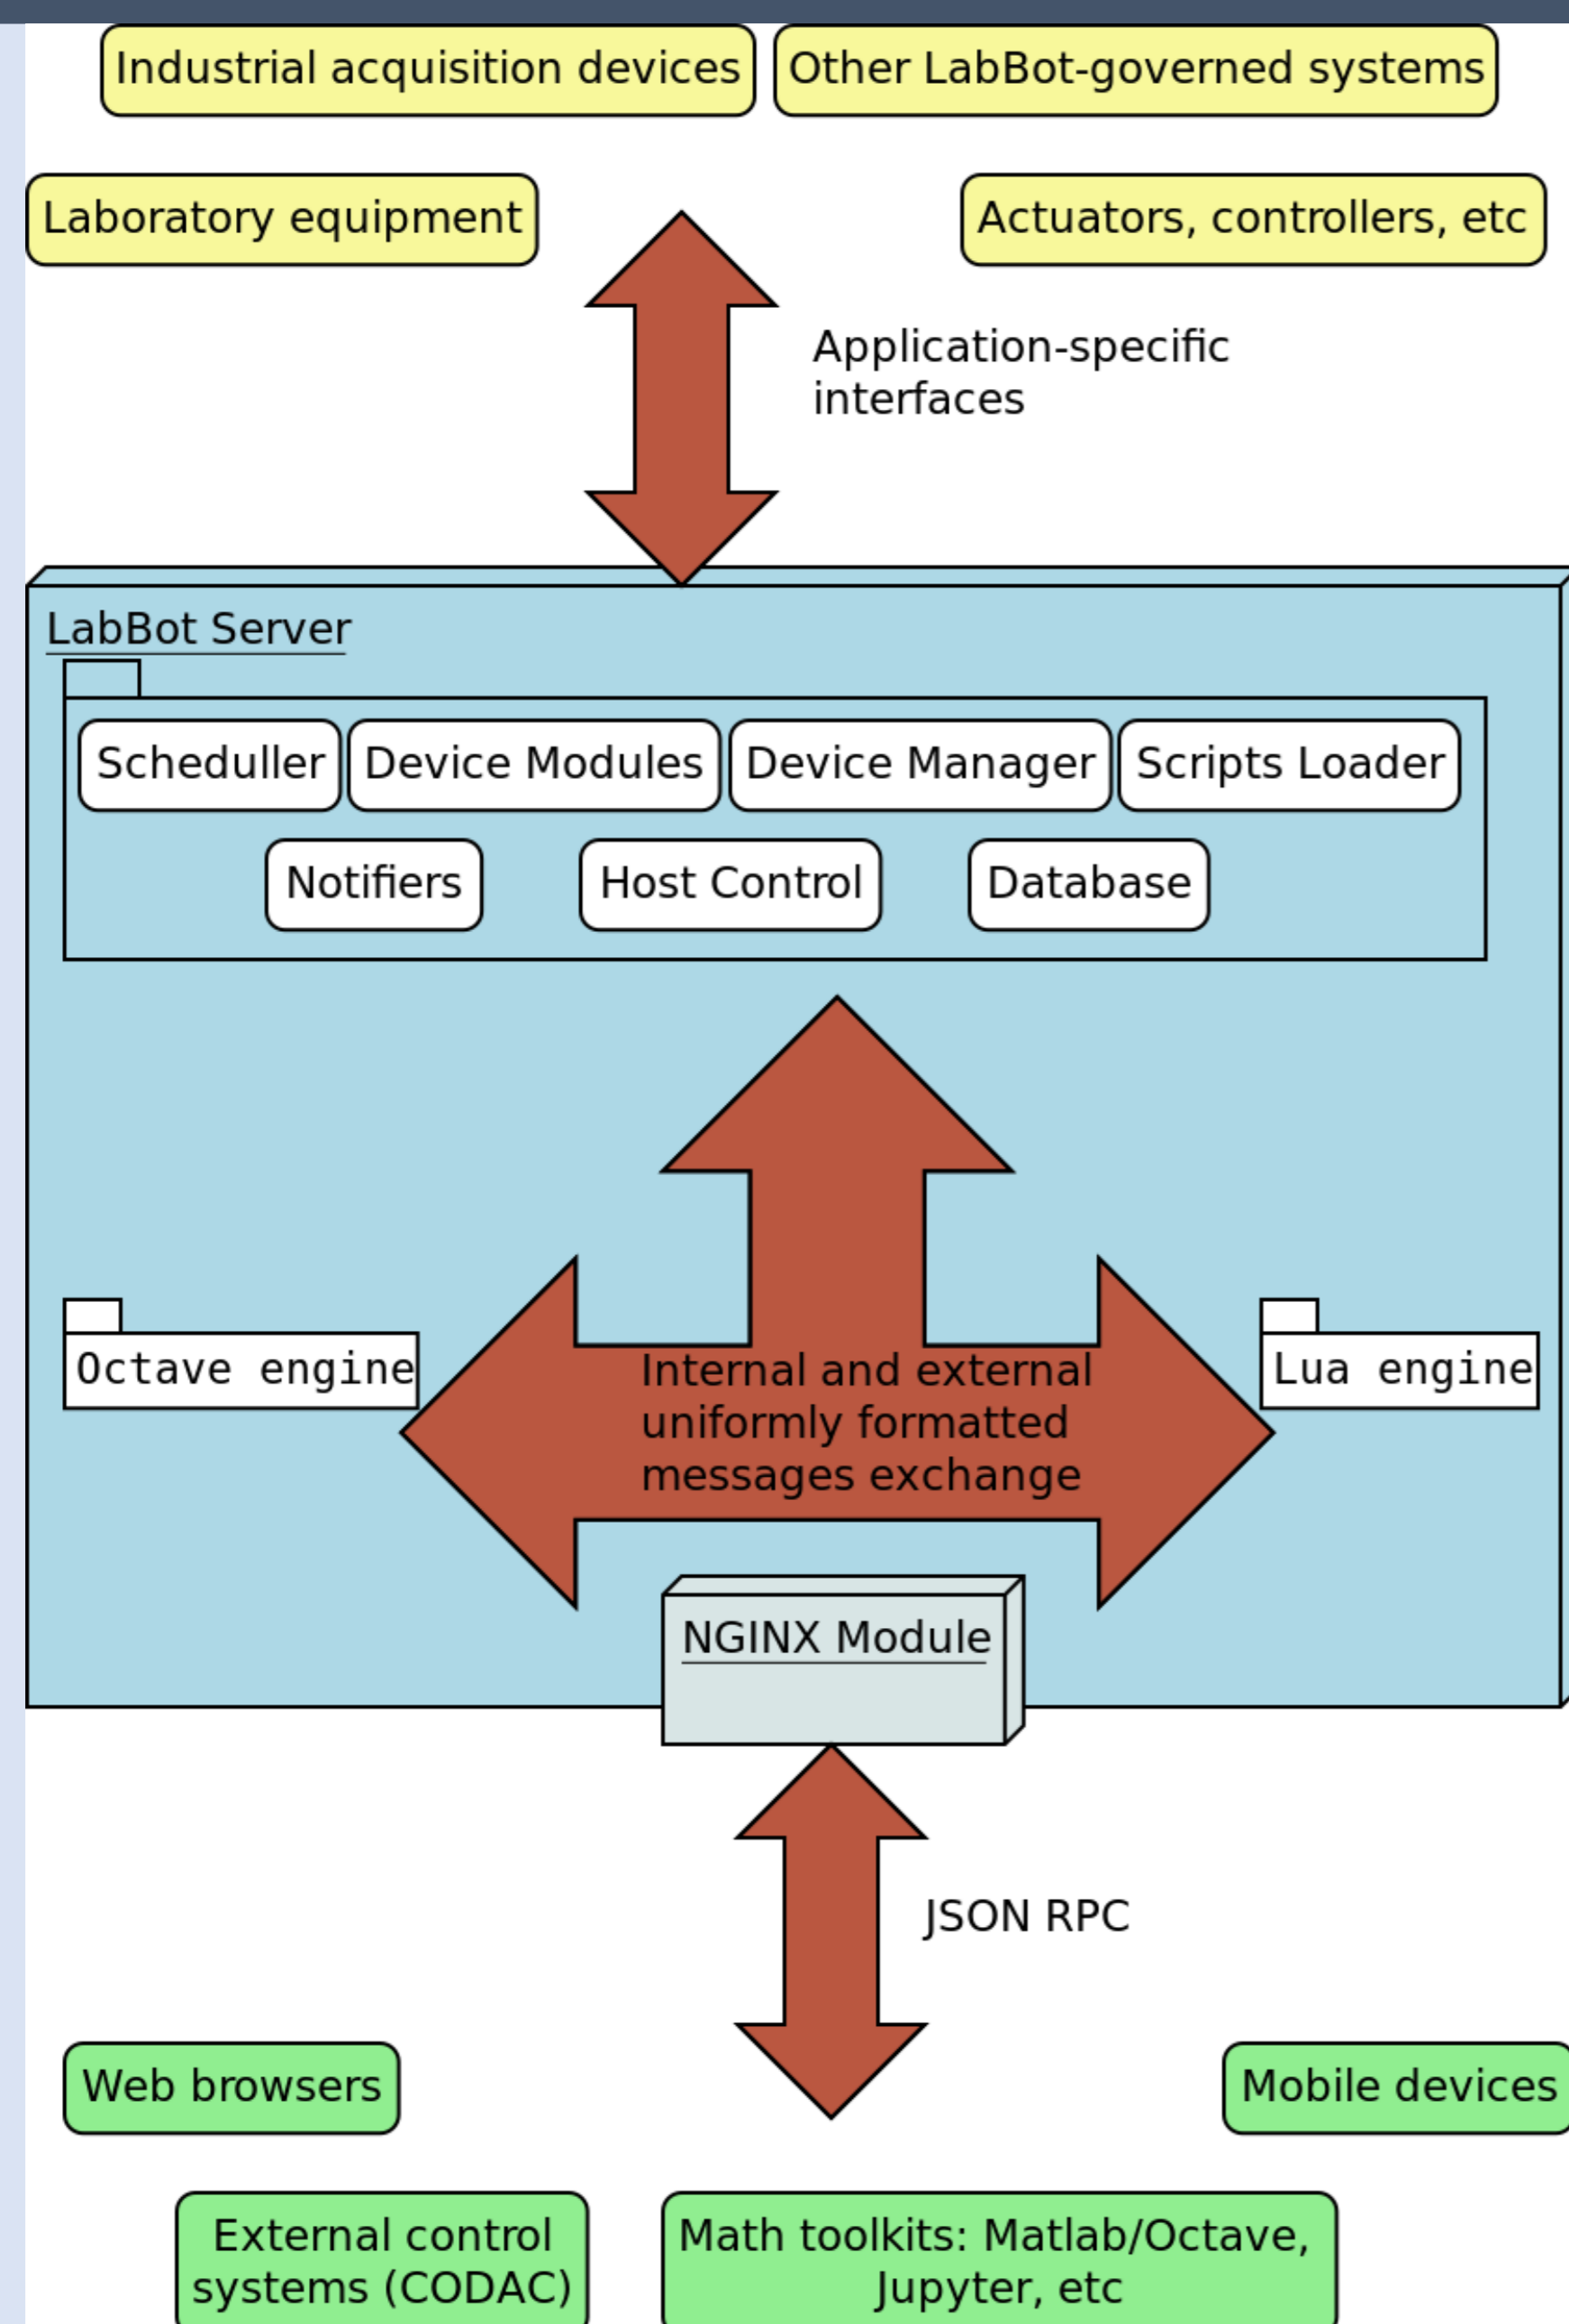 Industrial acquisition devices
Other LabBot-governed systems
Laboratory equipment
Actuators, controllers, etc
Application-specific
interfaces
LabBot Server
Scheduller
Device Modules
Device Manager
Scripts Loader
Notifiers
Host Control
Database
Octave engine
Internal and external
uniformly formatted
messages exchange
Lua engine
NGINX Module
JSON RPC
Web browsers
Mobile devices
External control
systems (CODAC)
Math toolkits: Matlab/Octave,
Jupyter, etc